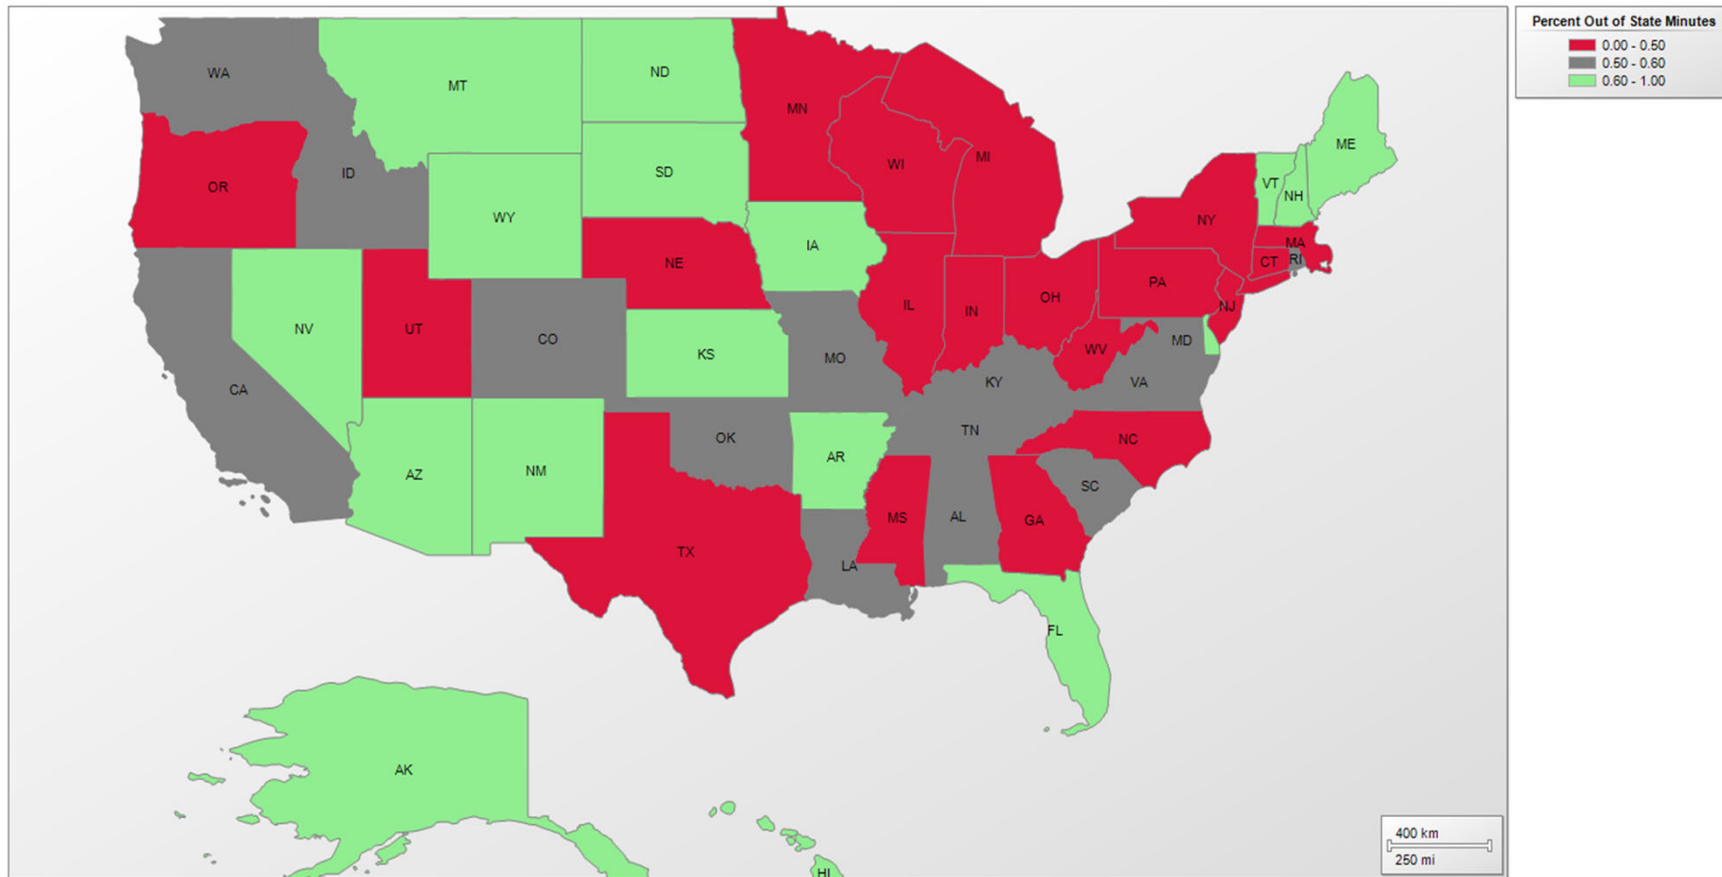 Percent Out of State Minutes
0.00 - 0.50
0.50 - 0.60
0.60 - 1.00
WA
MT
ND
MN
ME
OR
ID
WY
SD
WI
MI
VT
NH
NY
IA
NE
MA
CT
RI
NV
UT
CO
KS
MO
IL
IN
OH
PA
NJ
WV
MD
CA
KY
VA
AZ
NM
OK
AR
TN
NC
TX
LA
MS
AL
GA
SC
FL
AK
HI
400 km
250 mi